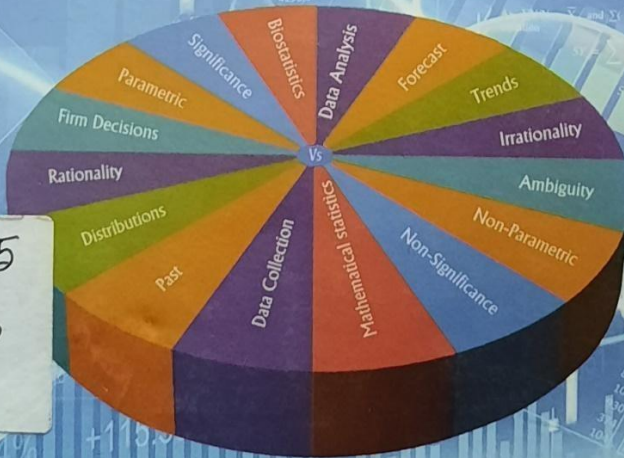 Biostatistics
Data Analysis
Forecast
Trends
Irrationality
Ambiguity
Non-Parametric
Non-Significance
Mathematical statistics
Data Collection
Past
Distributions
Rationality
Firm Decisions
Parametric
Significance
Vs
5